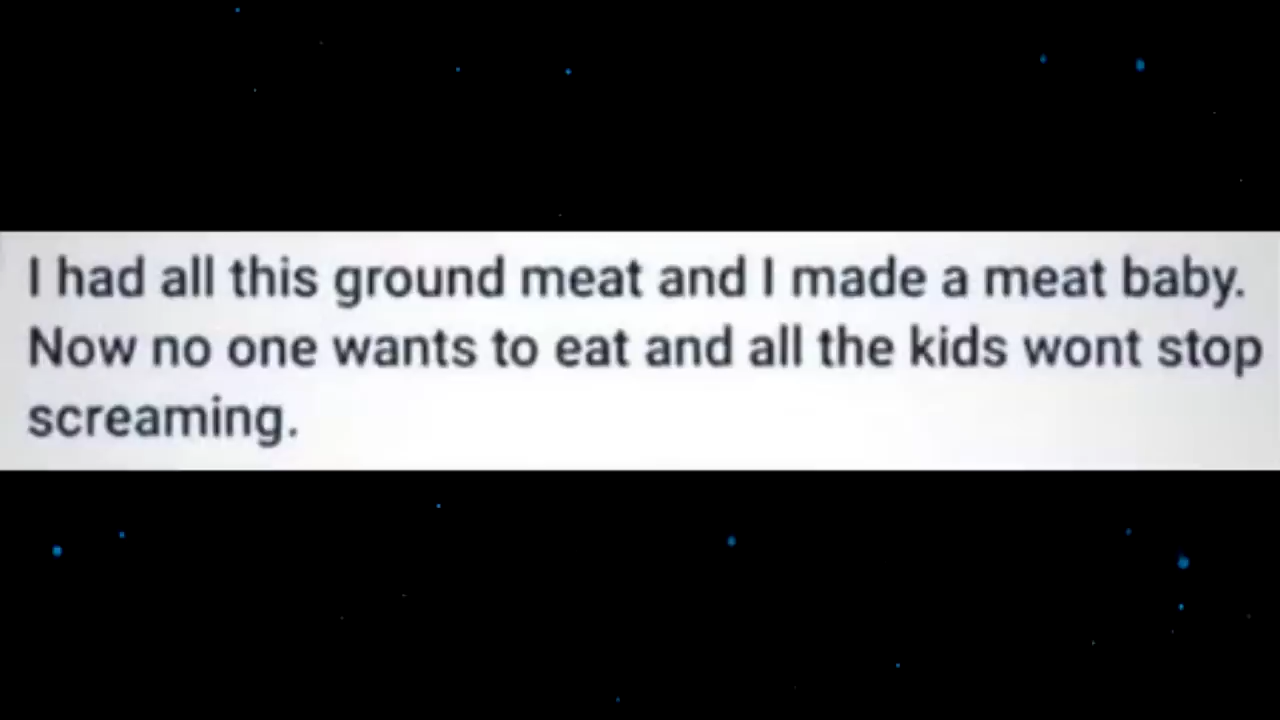 I had all this ground meat and I made a meat baby.
Now no one wants to eat and all the kids wont stop
screaming.